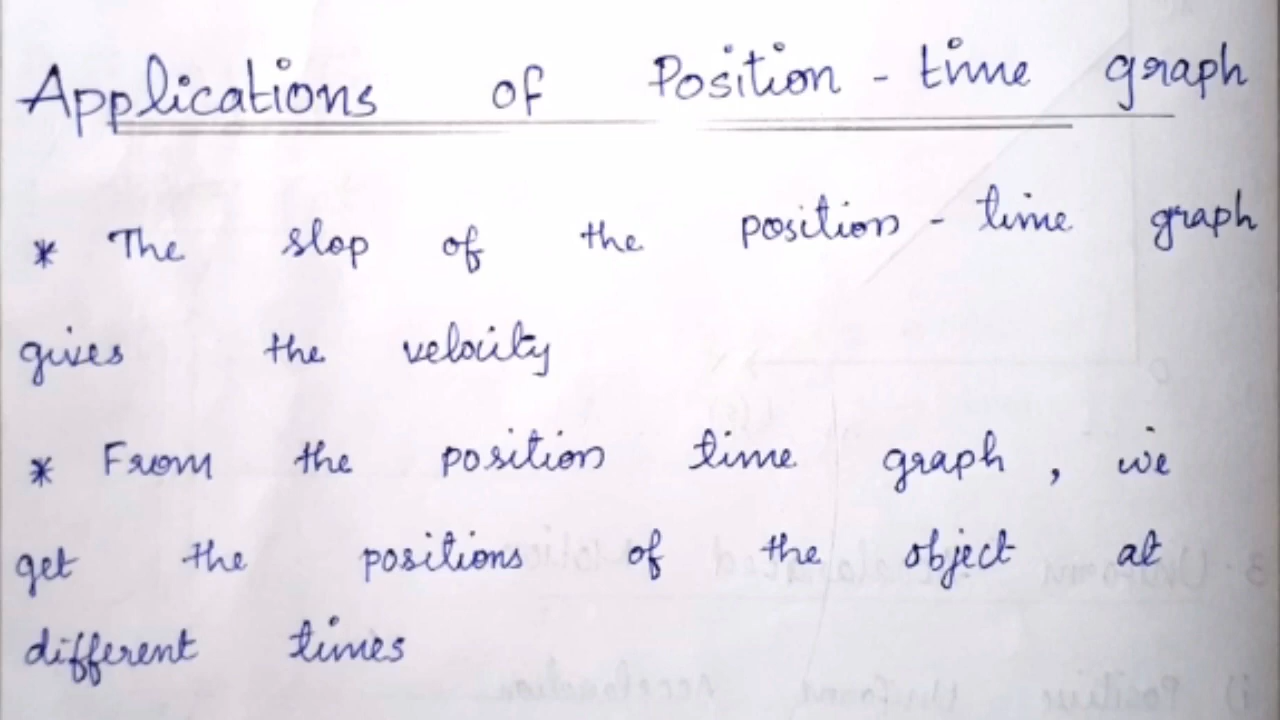 Applications of Position - time graph
* The slop of the position - time graph
gives the velocity
* From the position time graph , we
get the positions of the object at
different times